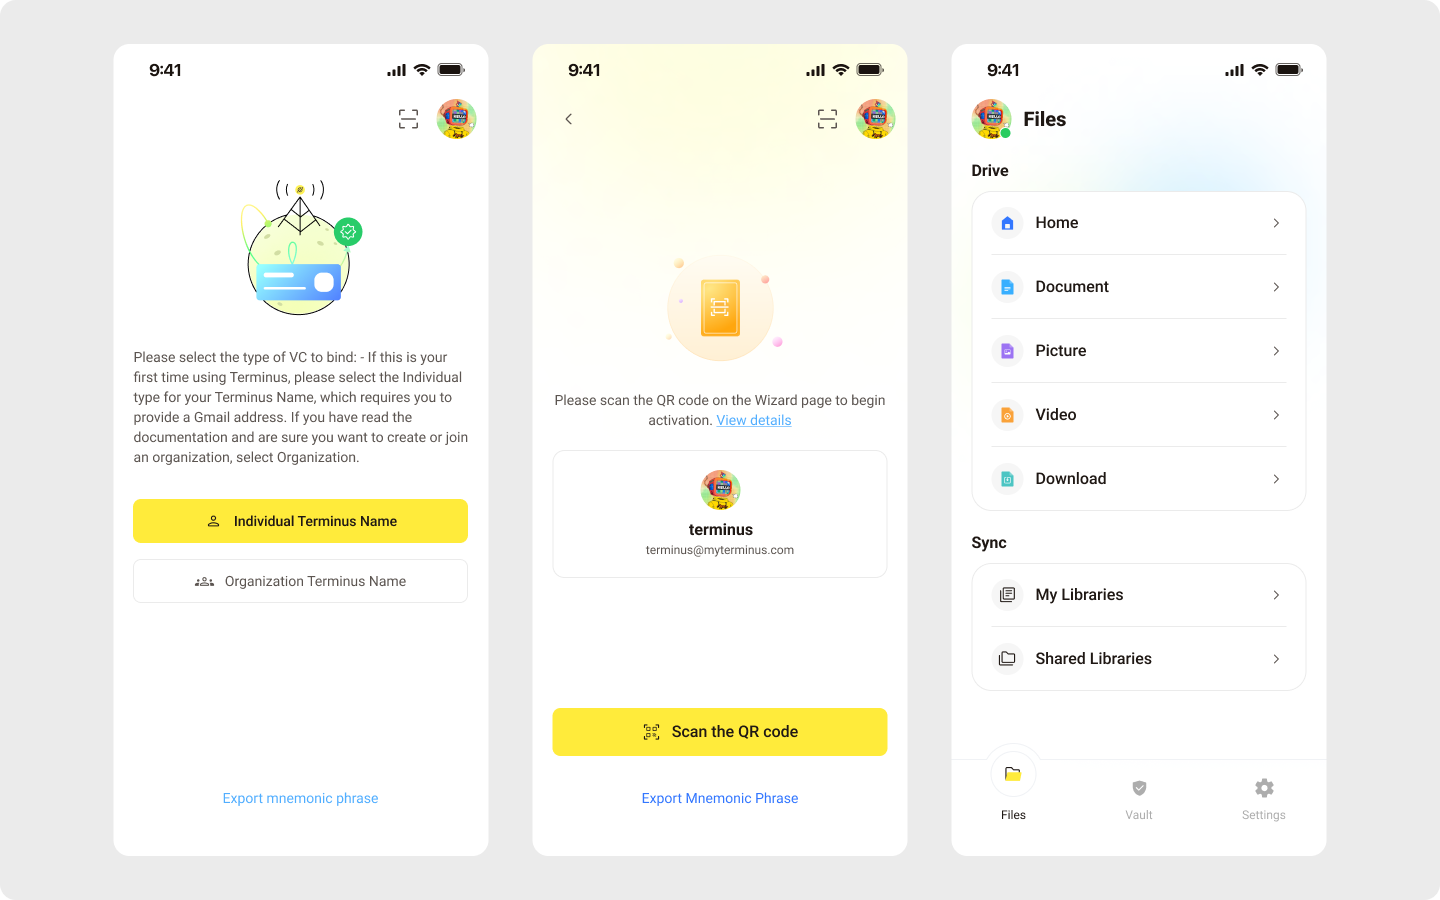 9:41
Please select the type of VC to bind: - If this is your
first time using Terminus, please select the Individual
type for your Terminus Name, which requires you to
provide a Gmail address. If you have read the
documentation and are sure you want to create or join
an organization, select Organization.
Individual Terminus Name
Organization Terminus Name
Export mnemonic phrase
9:41
Please scan the QR code on the Wizard page to begin
activation. View details
terminus
terminus@myterminus.com
Scan the QR code
Export Mnemonic Phrase
9:41
Files
Drive
Home
Document
Picture
Video
Download
Sync
My Libraries
Shared Libraries
Files
Vault
Settings